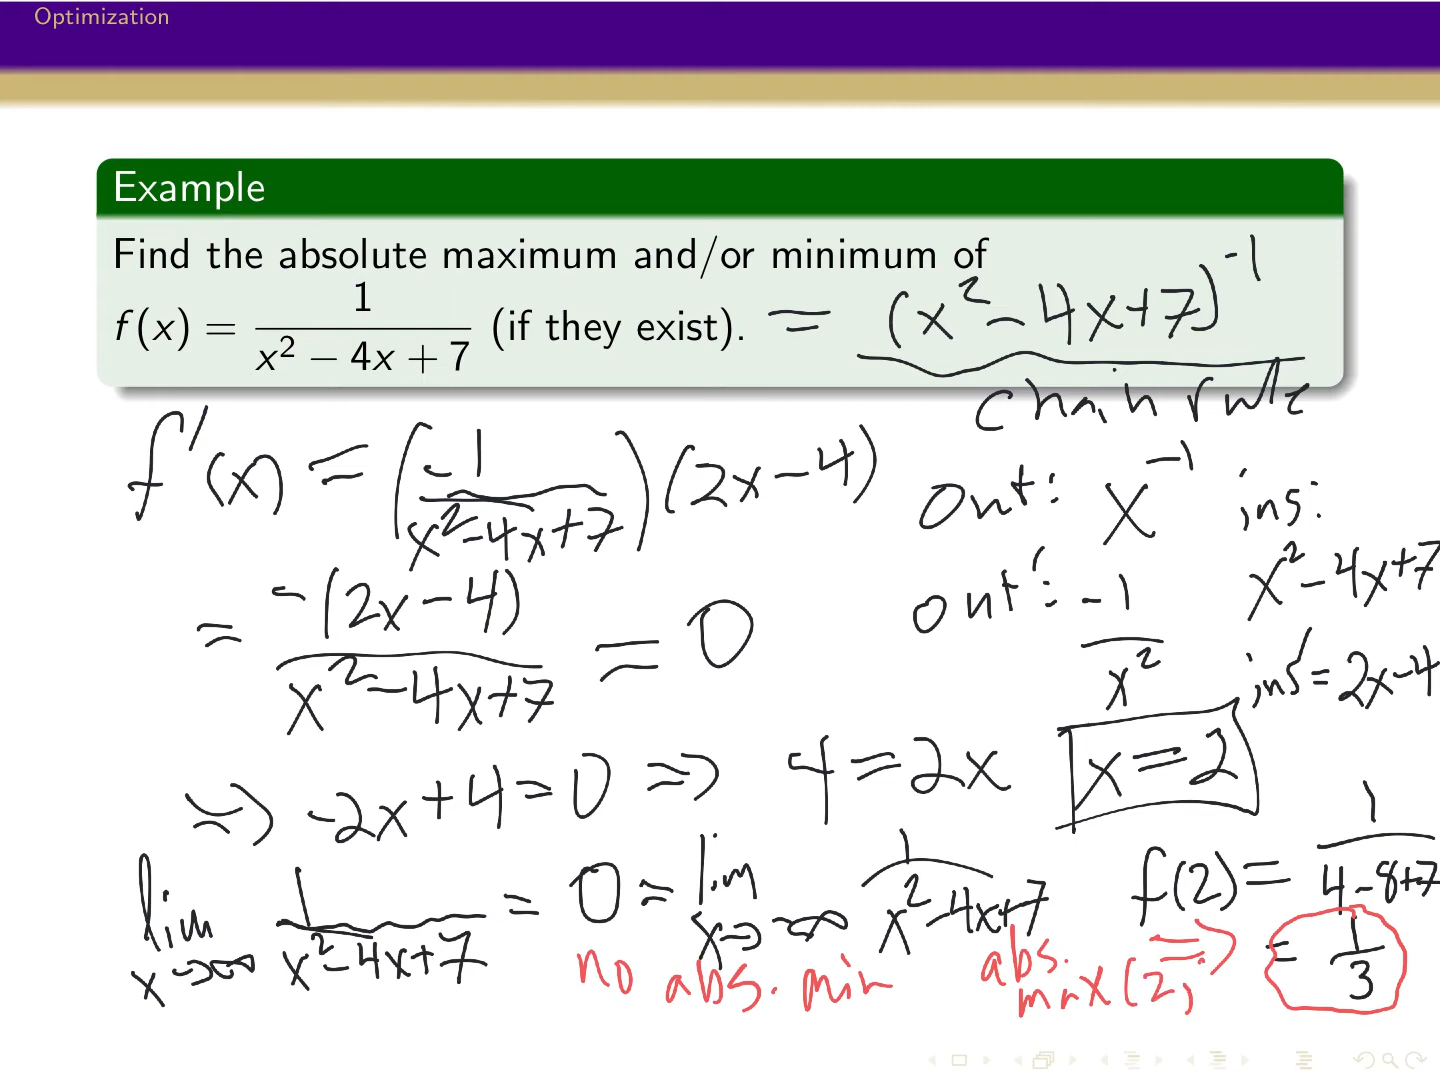 Optimization
Example
Find the absolute maximum and/or minimum of
f(x) = 1/(x² − 4x + 7) (if they exist). = (x² − 4x + 7)⁻¹
chain rule
f'(x) = (-1/(x² − 4x + 7)) (2x − 4)
out: x⁻¹ ins: x² − 4x + 7
= -(2x − 4)/(x² − 4x + 7) = 0
out': -1/x² ins' = 2x − 4
⇒ -2x + 4 = 0 ⇒ 4 = 2x x = 2
lim x→∞ 1/(x² − 4x + 7) = 0 = lim x→-∞ 1/(x² − 4x + 7)
f(2) = 1/(4 − 8 + 7)
= 1/3
no abs. min
abs. ⇒
max (2,